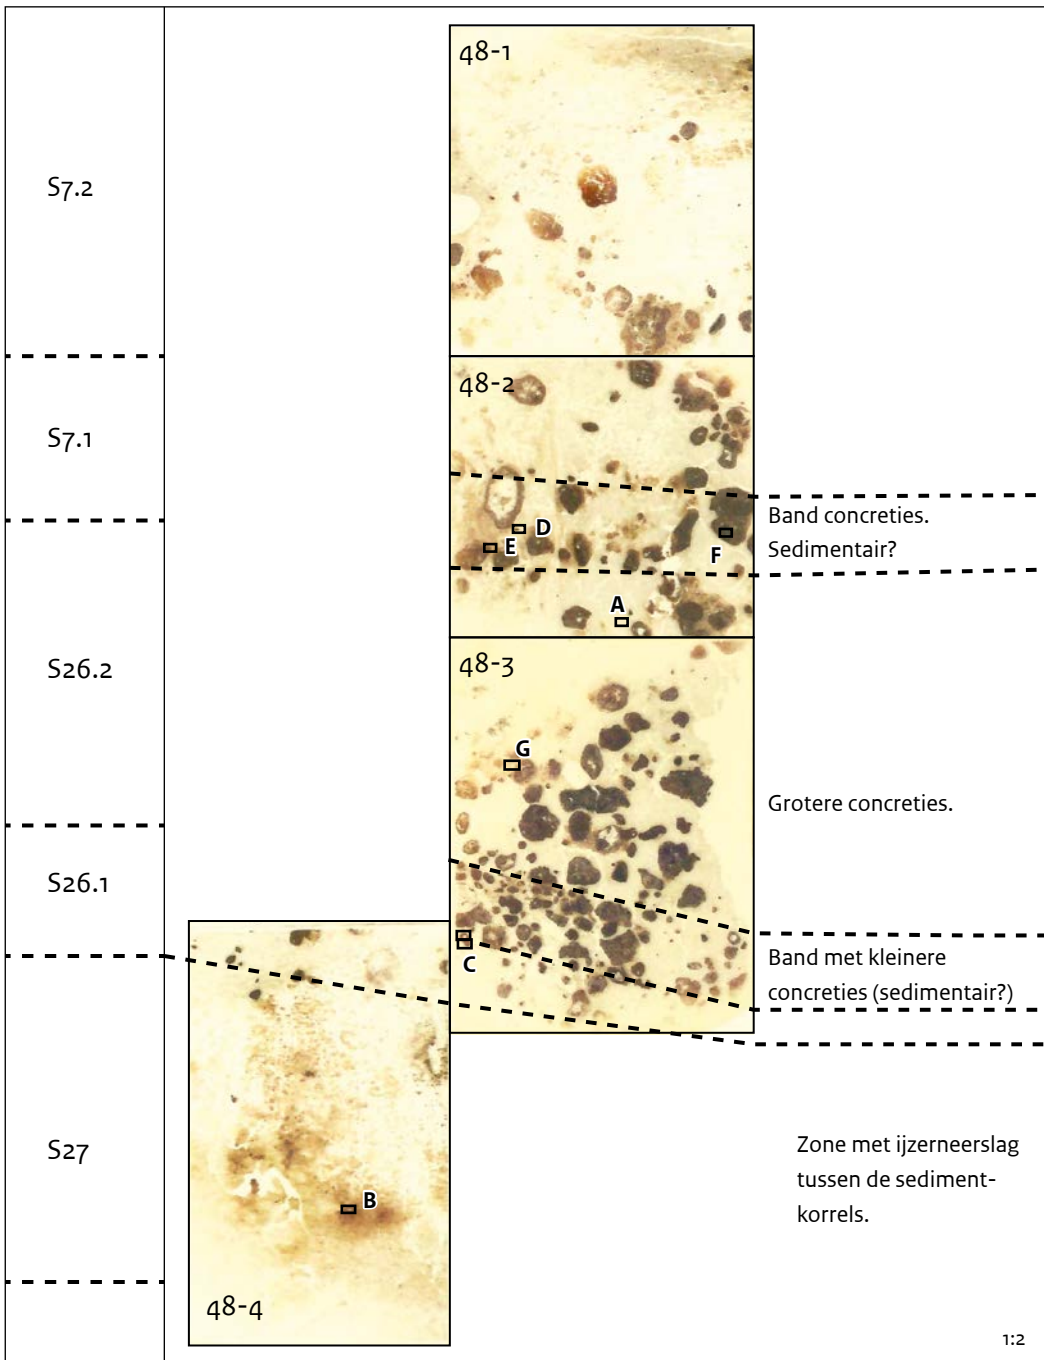 48-1
S7.2
48-2
S7.1
Band concreties.
Sedimentair?
D
E
F
A
48-3
S26.2
G
Grotere concreties.
S26.1
C
Band met kleinere
concreties (sedimentair?)
S27
B
Zone met ijzerneerslag
tussen de sediment-
korrels.
48-4
1:2